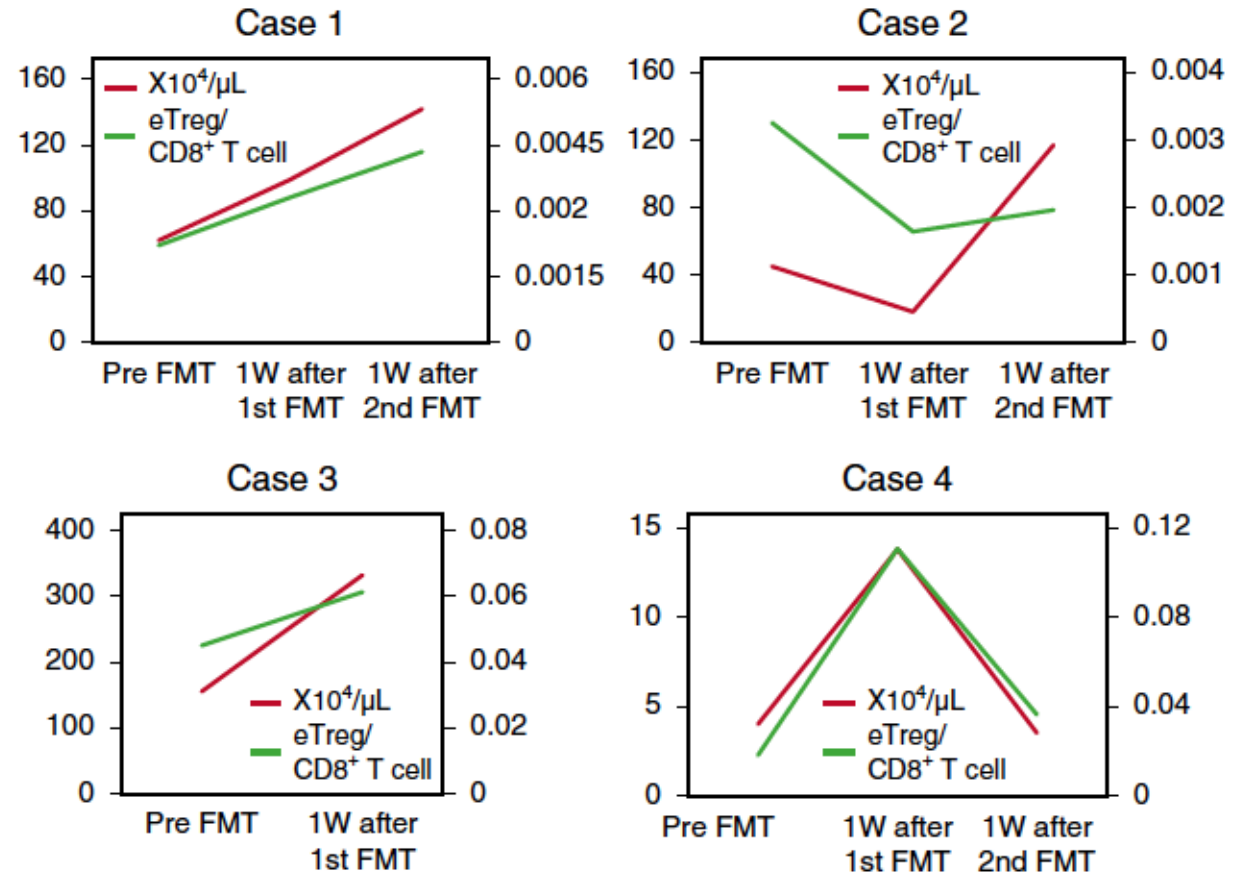 Case 1
160
120
80
40
0
X10⁴/µL
eTreg/
CD8⁺ T cell
0.006
0.0045
0.002
0.0015
0
Pre FMT
1W after
1st FMT
1W after
2nd FMT
Case 2
160
120
80
40
0
X10⁴/µL
eTreg/
CD8⁺ T cell
0.004
0.003
0.002
0.001
0
Pre FMT
1W after
1st FMT
1W after
2nd FMT
Case 3
400
300
200
100
0
X10⁴/µL
eTreg/
CD8⁺ T cell
0.08
0.06
0.04
0.02
0
Pre FMT
1W after
1st FMT
Case 4
15
10
5
0
X10⁴/µL
eTreg/
CD8⁺ T cell
0.12
0.08
0.04
0
Pre FMT
1W after
1st FMT
1W after
2nd FMT